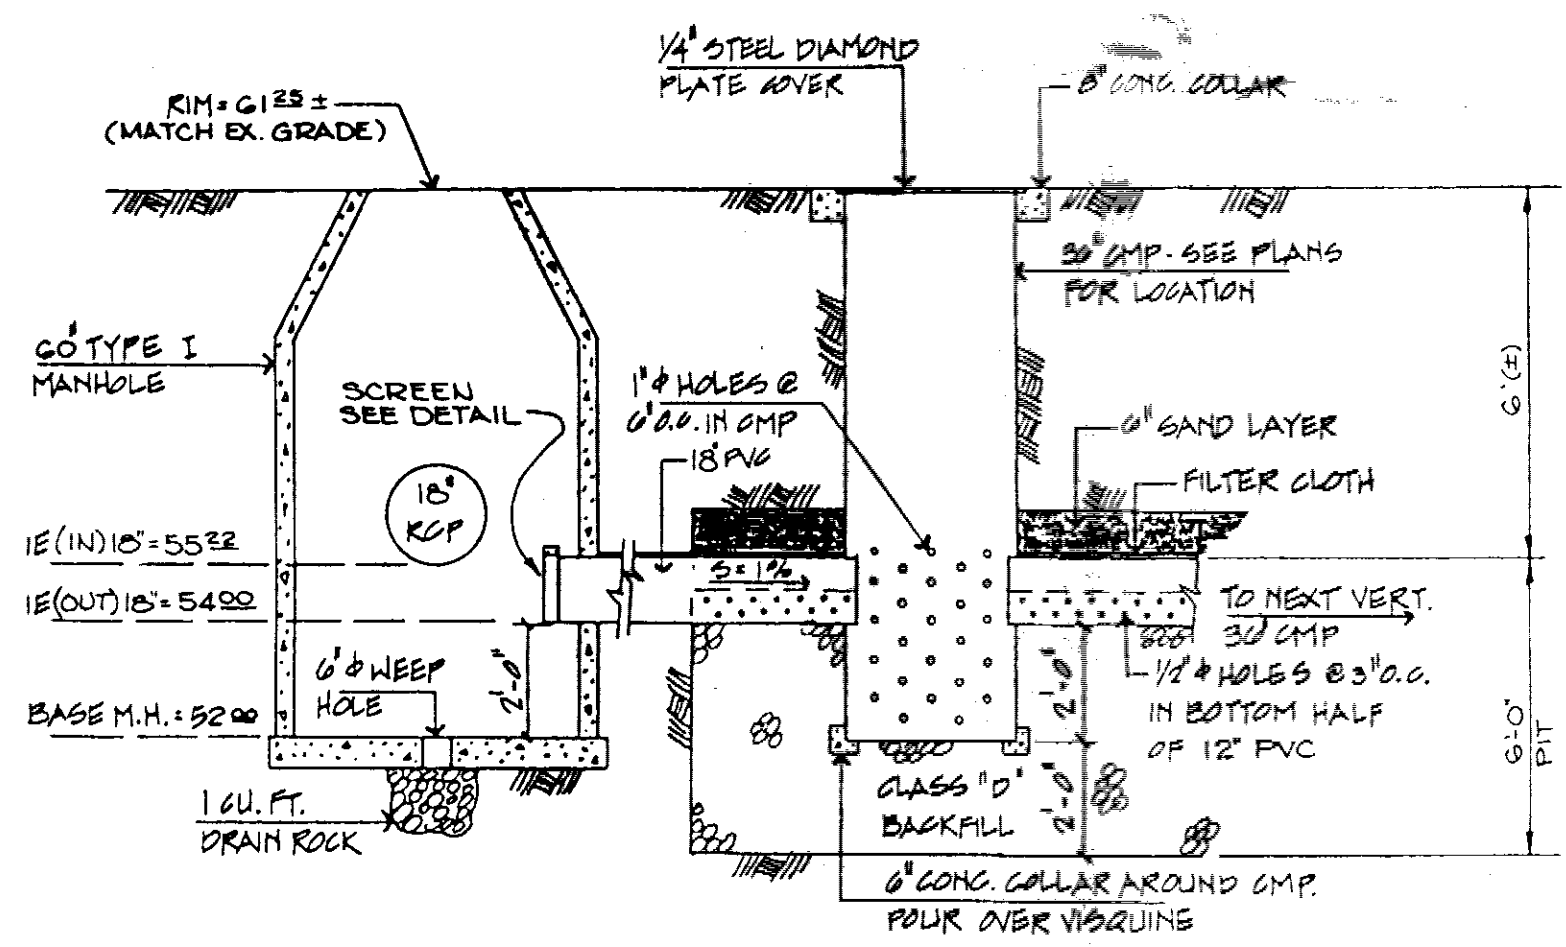 1/4" STEEL DIAMOND
PLATE COVER
8" CONC. COLLAR
RIM = 61 25 ±
(MATCH EX. GRADE)
36" CMP - SEE PLANS
FOR LOCATION
60" TYPE I
MANHOLE
SCREEN
SEE DETAIL
1" ϕ HOLES @
6" O.C. IN CMP
18" PVC
6' (±)
6" SAND LAYER
FILTER CLOTH
18"
RCP
IE (IN) 18" = 55 22
IE (OUT) 18" = 54 00
S = 1%
TO NEXT VERT.
36" CMP
6" ϕ WEEP
HOLE
2'-0"
2'-0"
1/2" ϕ HOLES @ 3" O.C.
IN BOTTOM HALF
OF 12" PVC
BASE M.H. = 52 00
6'-0"
PIT
1 CU. FT.
DRAIN ROCK
CLASS "D"
BACKFILL
2'-0"
6" CONC. COLLAR AROUND CMP.
POUR OVER VISQUINE